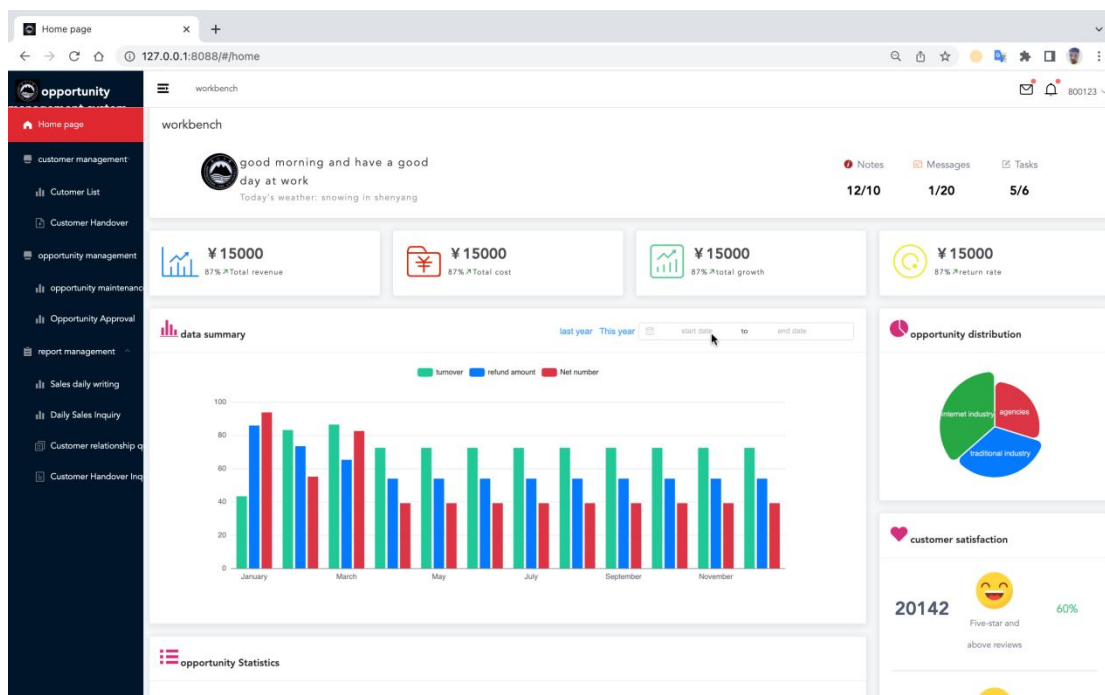 Home page
127.0.0.1:8088/#/home
opportunity
management system
workbench
800123
Home page
customer management
Cutomer List
Customer Handover
opportunity management
opportunity maintenanc
Opportunity Approval
report management
Sales daily writing
Daily Sales Inquiry
Customer relationship q
Customer Handover Inq
workbench
good morning and have a good
day at work
Today's weather: snowing in shenyang
Notes
12/10
Messages
1/20
Tasks
5/6
¥ 15000
87% Total revenue
¥ 15000
87% Total cost
¥ 15000
87% total growth
¥ 15000
87% return rate
data summary
last year This year start date to end date
turnover refund amount Net number
100
80
60
40
20
0
January March May July September November
opportunity distribution
internet industry
agencies
traditional industry
customer satisfaction
20142
Five-star and
above reviews
60%
opportunity Statistics